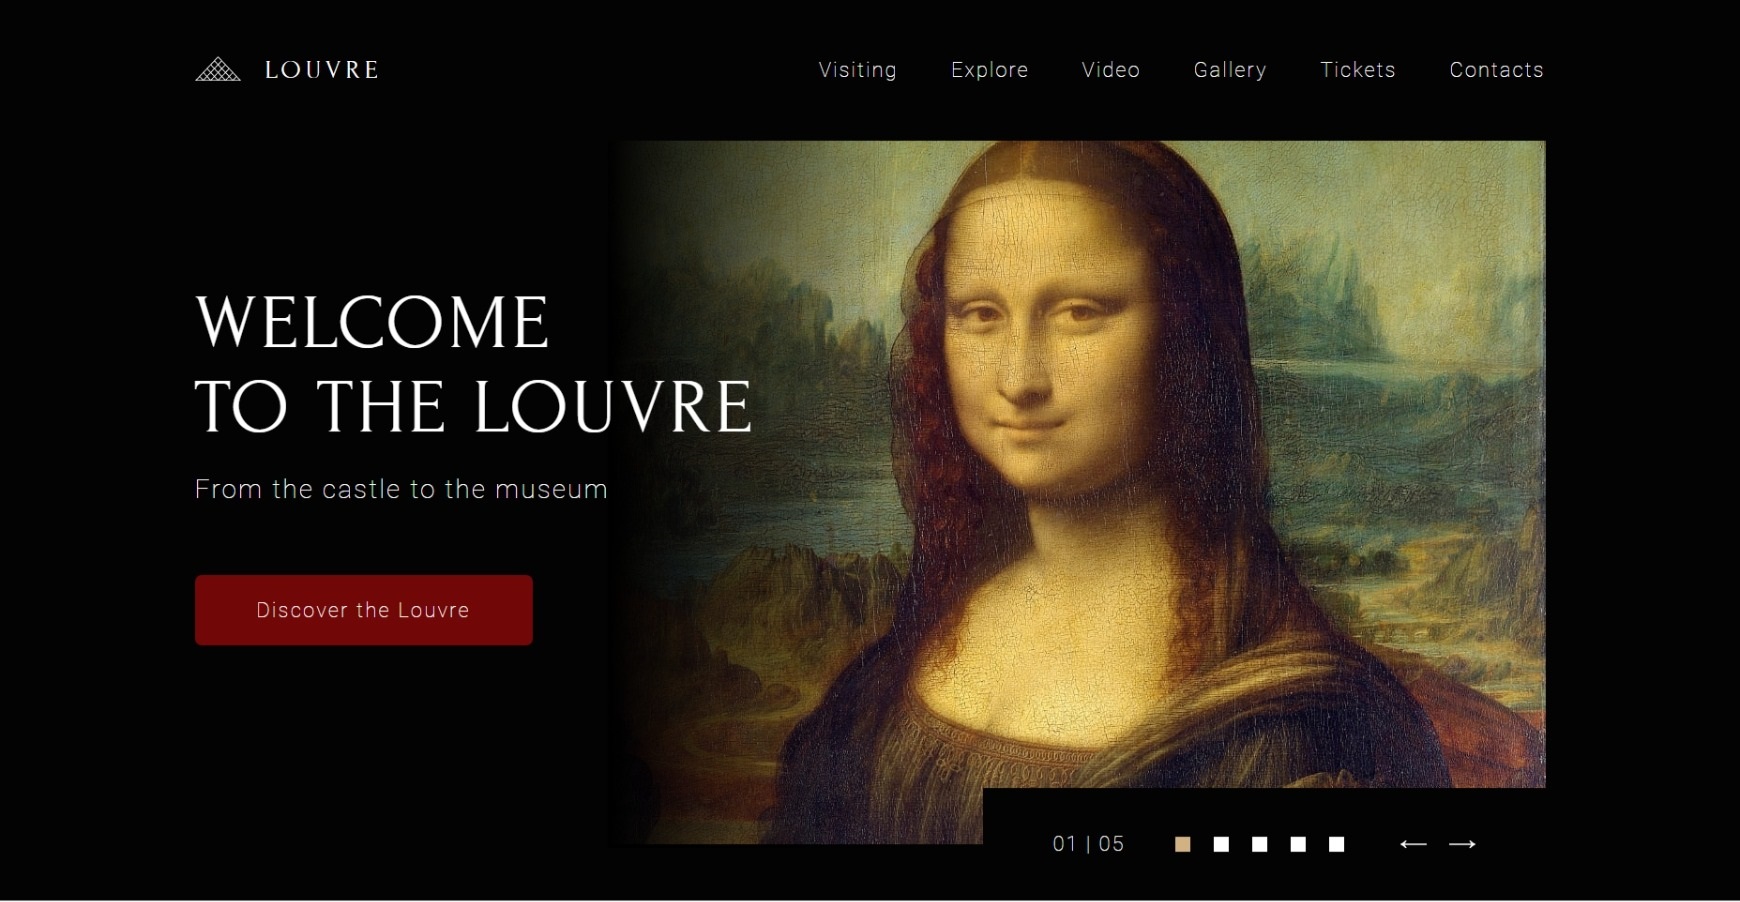 LOUVRE
Visiting Explore Video Gallery Tickets Contacts
WELCOME
TO THE LOUVRE
From the castle to the museum
Discover the Louvre
01 | 05